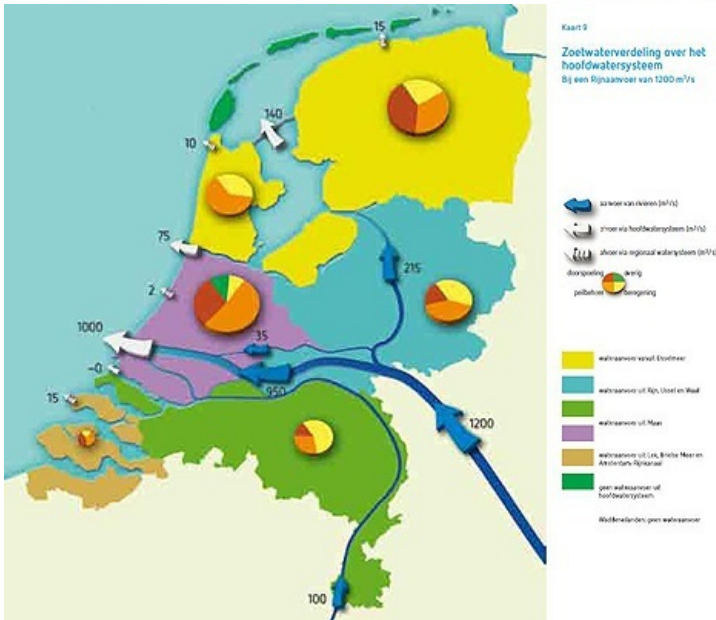 Kaart 9
Zoetwaterverdeling over het
hoofdwatersysteem
Bij een Rijnaanvoer van 1200 m³/s
15
140
10
75
215
2
35
1000
~0
950
15
1200
100
aanvoer van rivieren (m³/s)
afvoer via hoofdwatersysteem (m³/s)
afvoer via regionaal watersysteem (m³/s)
doorspoeling overig
peilbeheer beregening
wateraanvoer vanuit IJsselmeer
wateraanvoer uit Rijn, IJssel en Waal
wateraanvoer uit Maas
wateraanvoer uit Lek, Brielse Meer en
Amsterdam-Rijnkanaal
geen wateraanvoer uit
hoofdwatersysteem
Waddeneilanden: geen wateraanvoer